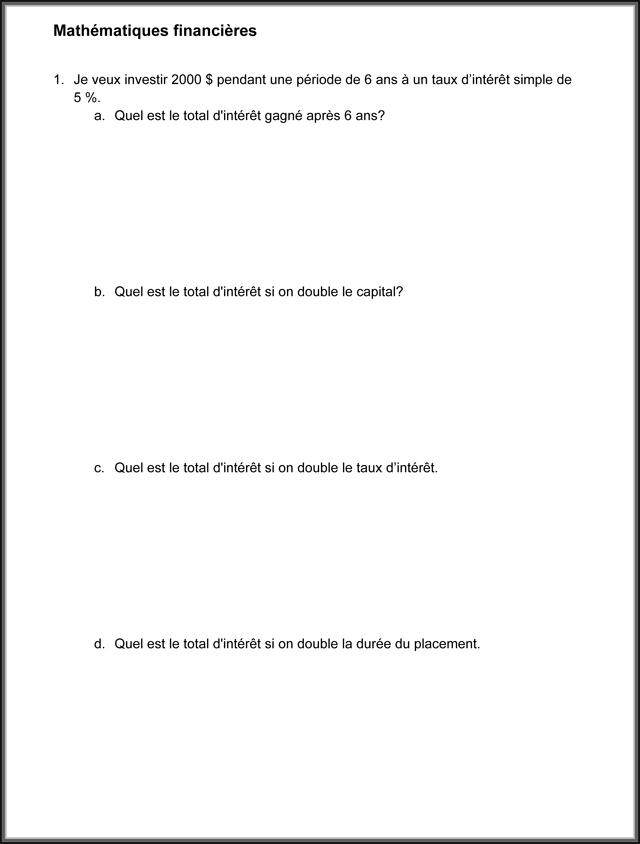 Mathématiques financières
1. Je veux investir 2000 $ pendant une période de 6 ans à un taux d’intérêt simple de
5 %.
a. Quel est le total d'intérêt gagné après 6 ans?
b. Quel est le total d'intérêt si on double le capital?
c. Quel est le total d'intérêt si on double le taux d’intérêt.
d. Quel est le total d'intérêt si on double la durée du placement.